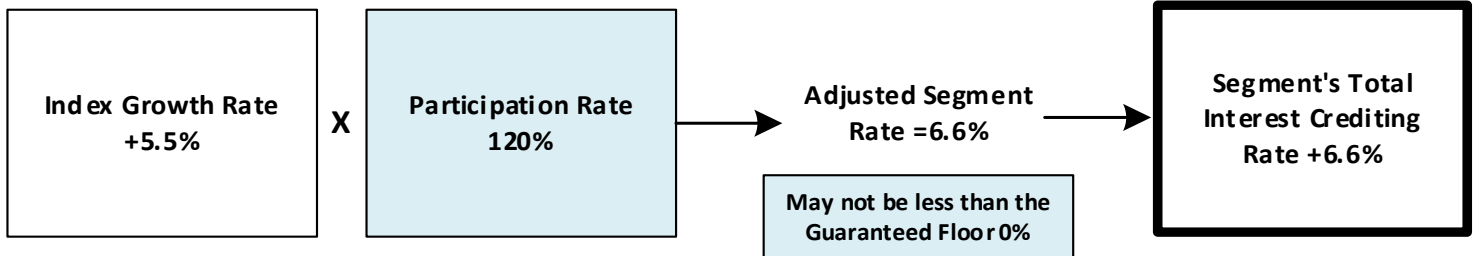 Index Growth Rate
+5.5%
X
Participation Rate
120%
Adjusted Segment
Rate =6.6%
May not be less than the
Guaranteed Floor 0%
Segment's Total
Interest Crediting
Rate +6.6%